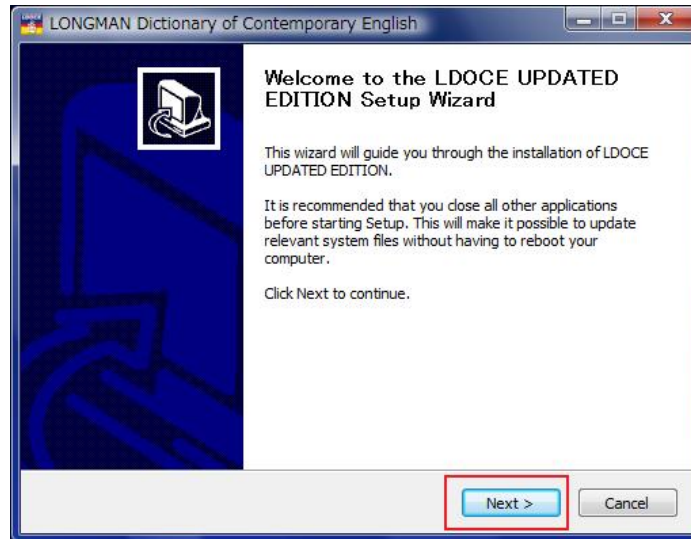 LONGMAN Dictionary of Contemporary English
Welcome to the LDOCE UPDATED
EDITION Setup Wizard
This wizard will guide you through the installation of LDOCE
UPDATED EDITION.
It is recommended that you close all other applications
before starting Setup. This will make it possible to update
relevant system files without having to reboot your
computer.
Click Next to continue.
Next >
Cancel